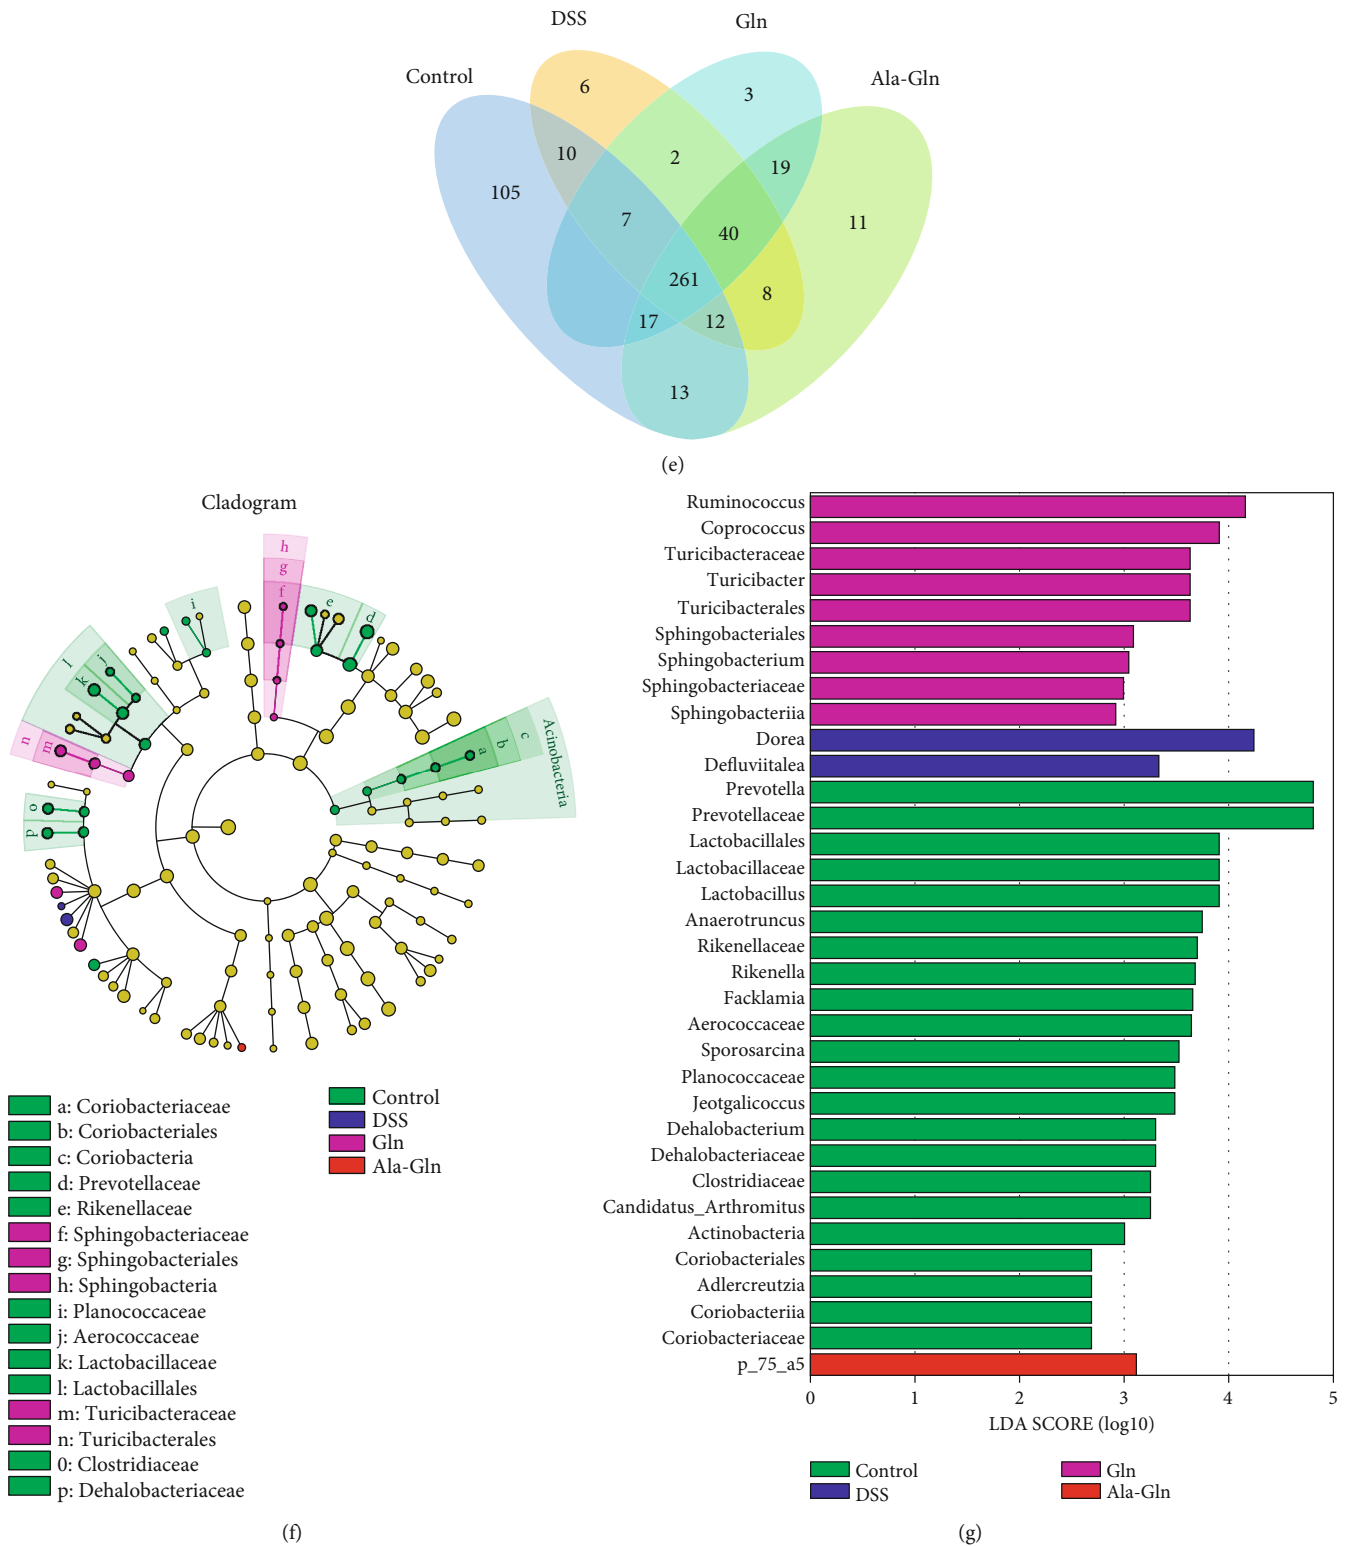 DSS
Gln
Control
Ala-Gln
6
3
10
2
19
105
7
40
11
261
8
17
12
13
(e)
Cladogram
h
g
f
e
d
i
j
l
k
n
m
o
p
a
b
c
Acinobacteria
a: Coriobacteriaceae
b: Coriobacteriales
c: Coriobacteria
d: Prevotellaceae
e: Rikenellaceae
f: Sphingobacteriaceae
g: Sphingobacteriales
h: Sphingobacteria
i: Planococcaceae
j: Aerococcaceae
k: Lactobacillaceae
l: Lactobacillales
m: Turicibacteraceae
n: Turicibacterales
0: Clostridiaceae
p: Dehalobacteriaceae
Control
DSS
Gln
Ala-Gln
(f)
Ruminococcus
Coprococcus
Turicibacteraceae
Turicibacter
Turicibacterales
Sphingobacteriales
Sphingobacterium
Sphingobacteriaceae
Sphingobacteriia
Dorea
Defluviitalea
Prevotella
Prevotellaceae
Lactobacillales
Lactobacillaceae
Lactobacillus
Anaerotruncus
Rikenellaceae
Rikenella
Facklamia
Aerococcaceae
Sporosarcina
Planococcaceae
Jeotgalicoccus
Dehalobacterium
Dehalobacteriaceae
Clostridiaceae
Candidatus_Arthromitus
Actinobacteria
Coriobacteriales
Adlercreutzia
Coriobacteriia
Coriobacteriaceae
p_75_a5
0 1 2 3 4 5
LDA SCORE (log10)
Control
DSS
Gln
Ala-Gln
(g)